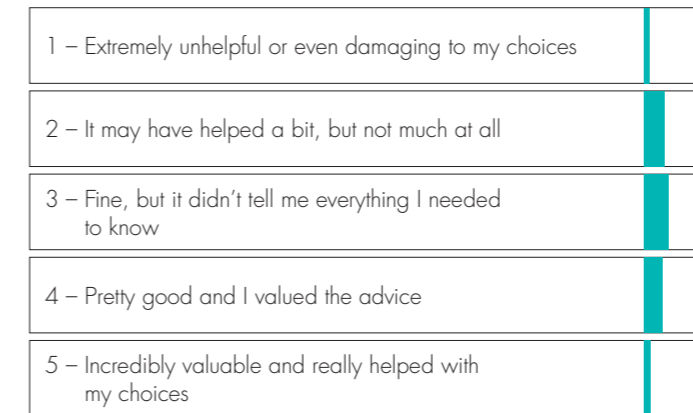 1 – Extremely unhelpful or even damaging to my choices
2 – It may have helped a bit, but not much at all
3 – Fine, but it didn’t tell me everything I needed
to know
4 – Pretty good and I valued the advice
5 – Incredibly valuable and really helped with
my choices